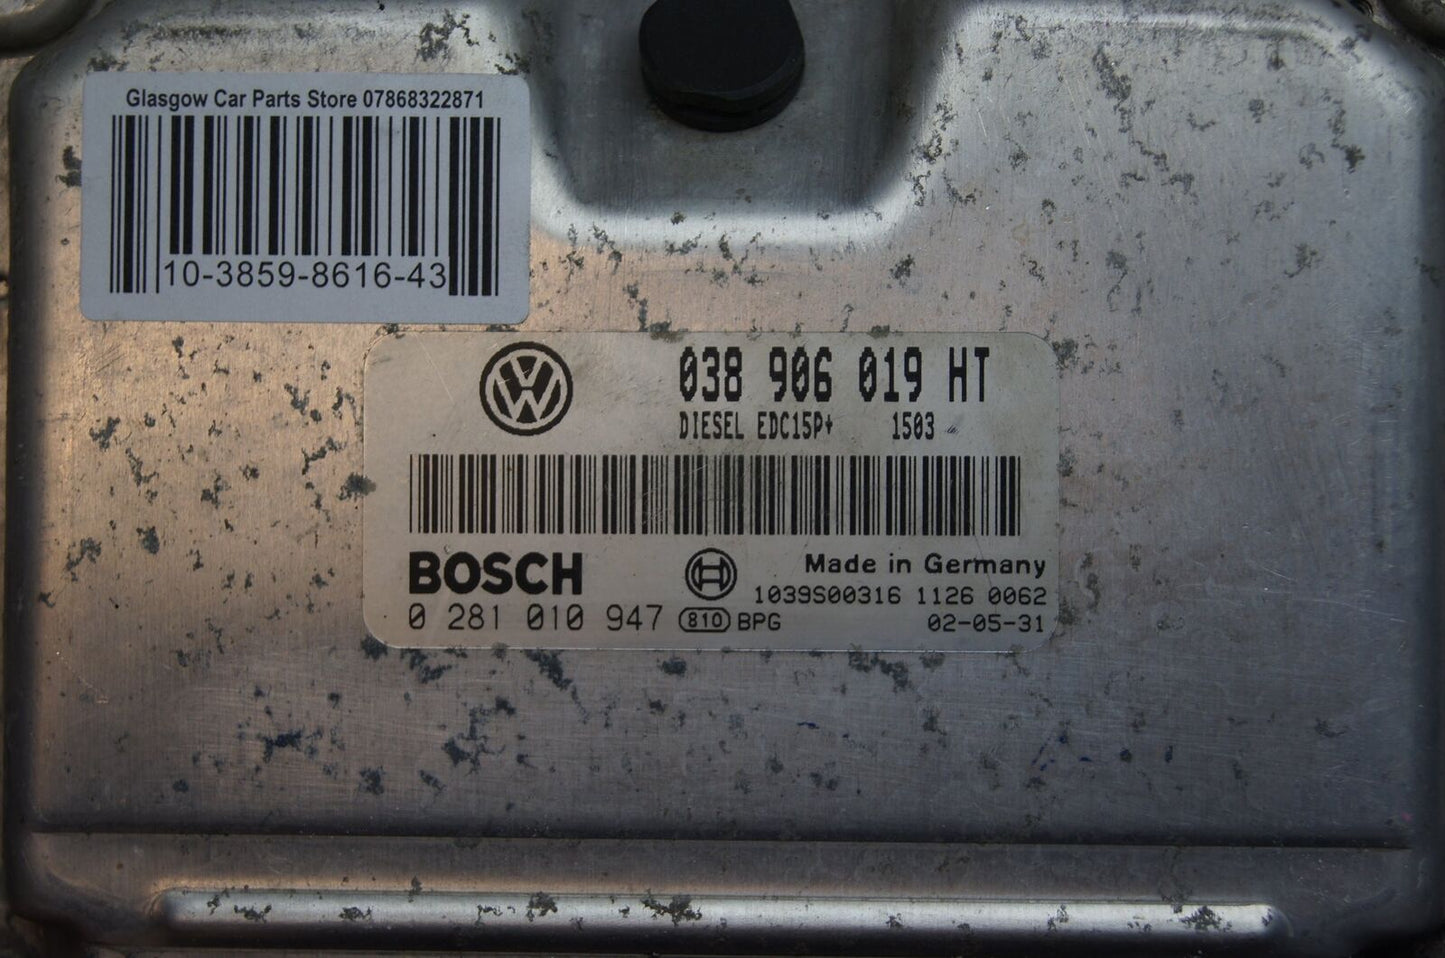 Glasgow Car Parts Store 07868322871
10-3859-8616-43
038 906 019 HT
DIESEL EDC15P+ 1503
BOSCH
Made in Germany
1039S00316 1126 0062
0 281 010 947 810 BPG 02-05-31